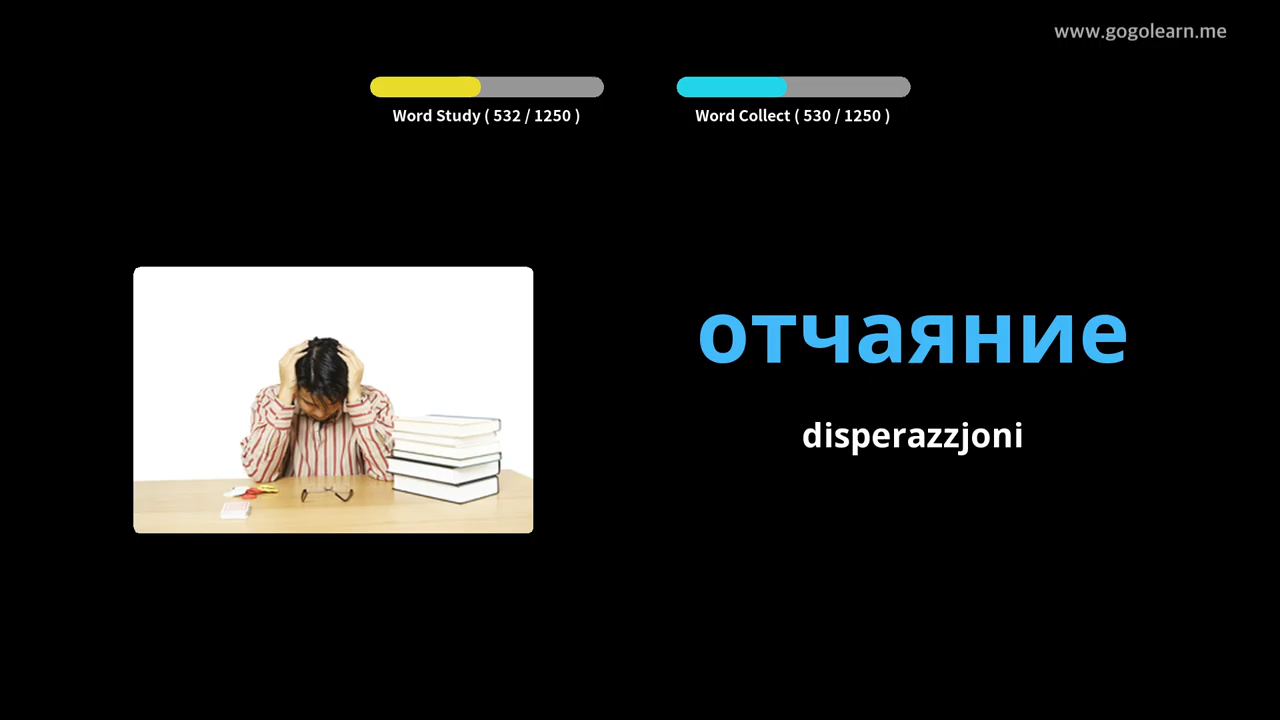 www.gogolearn.me
Word Study ( 532 / 1250 )
Word Collect ( 530 / 1250 )
отчаяние
disperazzjoni